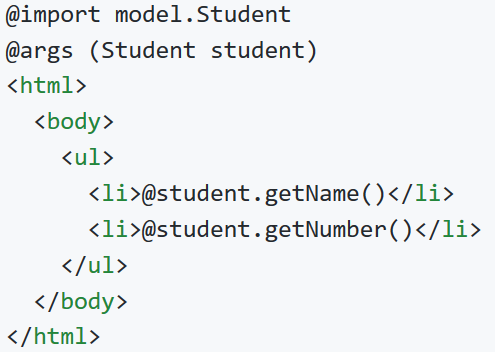 @import model.Student
@args (Student student)
<html>
  <body>
    <ul>
      <li>@student.getName()</li>
      <li>@student.getNumber()</li>
    </ul>
  </body>
</html>